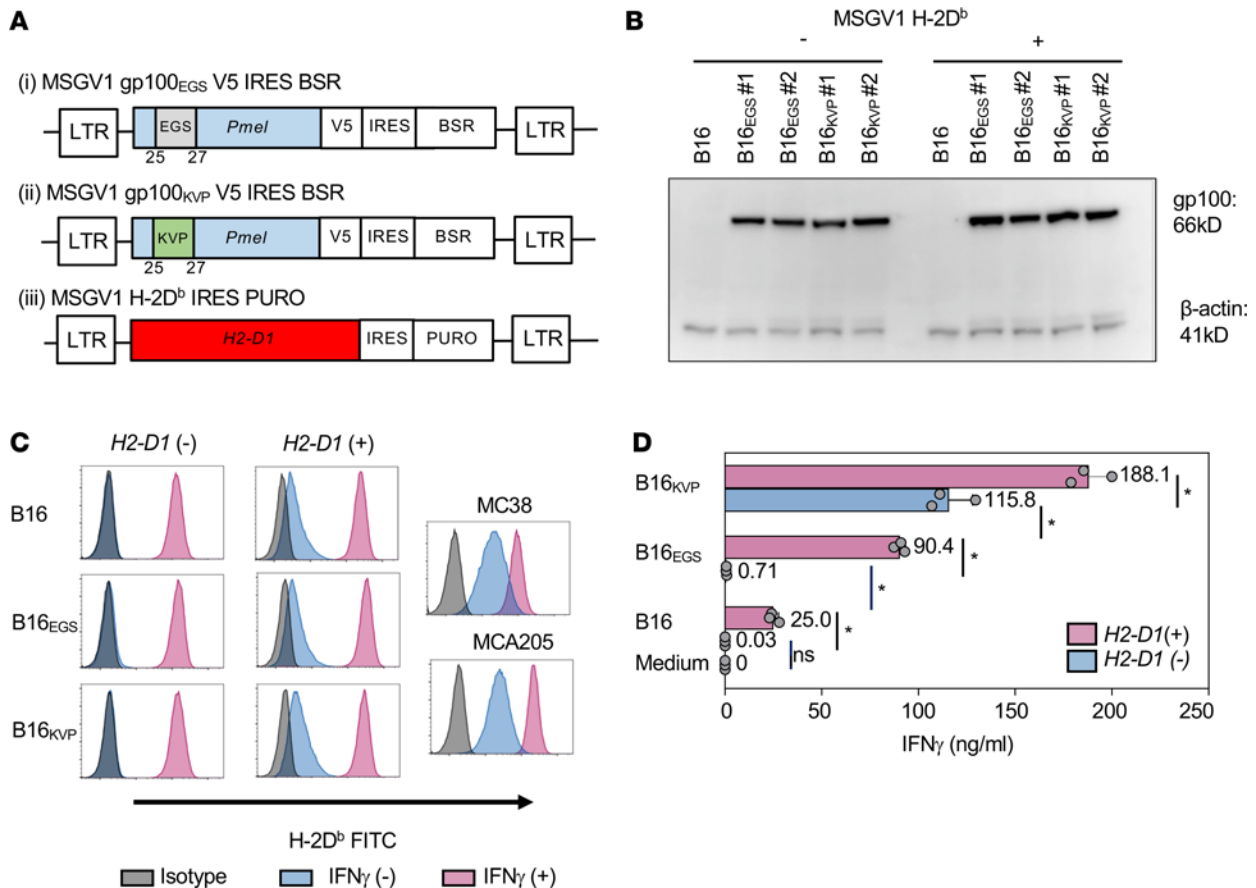 A
(i) MSGV1 gp100EGS V5 IRES BSR
LTR EGS Pmel V5 IRES BSR LTR
25 27
(ii) MSGV1 gp100KVP V5 IRES BSR
LTR KVP Pmel V5 IRES BSR LTR
25 27
(iii) MSGV1 H-2Dᵇ IRES PURO
LTR H2-D1 IRES PURO LTR
B
MSGV1 H-2Dᵇ
- +
B16 B16EGS#1 B16EGS#2 B16KVP#1 B16KVP#2 B16 B16EGS#1 B16EGS#2 B16KVP#1 B16KVP#2
gp100:
66kD
β-actin:
41kD
C
H2-D1 (-) H2-D1 (+)
B16
B16EGS
B16KVP
MC38
MCA205
H-2Dᵇ FITC
Isotype IFNγ (-) IFNγ (+)
D
B16KVP 188.1 *
115.8 *
B16EGS 90.4 *
0.71 *
B16 25.0 *
0.03 ns
Medium 0
H2-D1(+)
H2-D1 (-)
0 50 100 150 200 250
IFNγ (ng/ml)